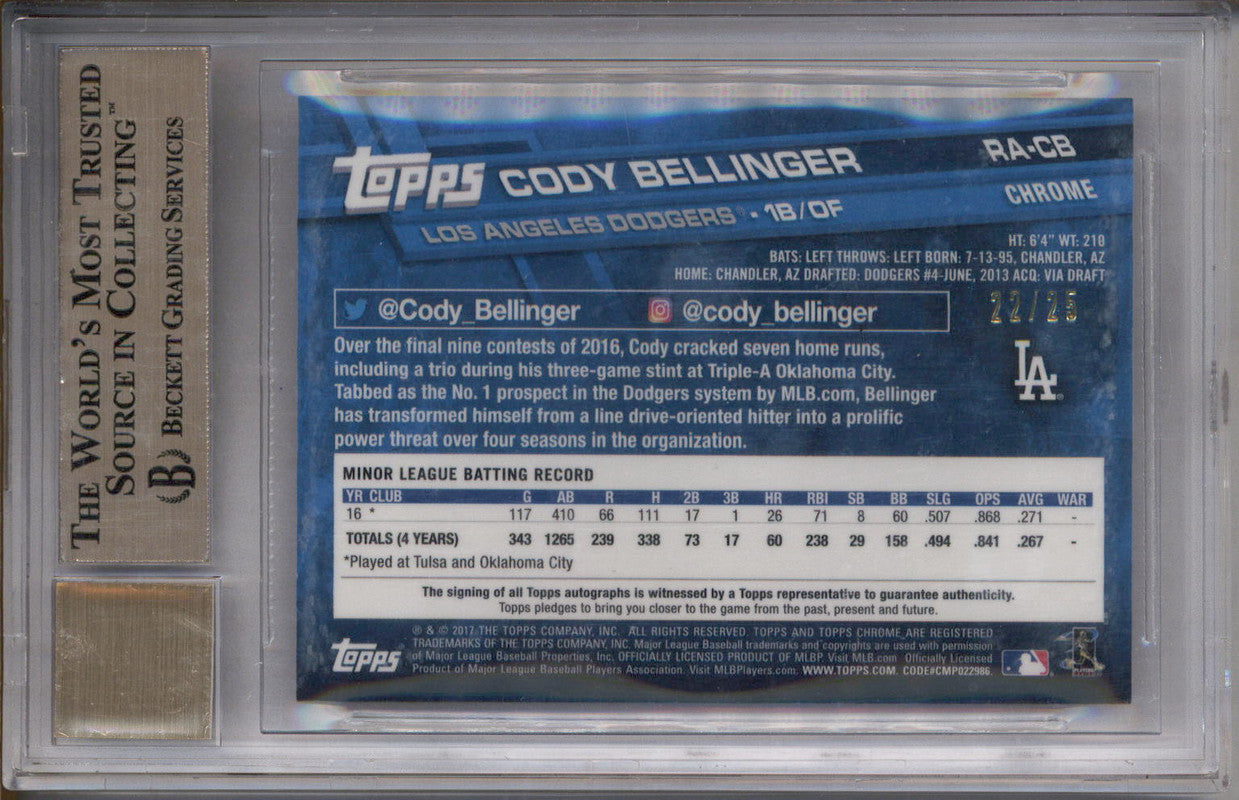 THE WORLD'S MOST TRUSTED
SOURCE IN COLLECTING™
BECKETT GRADING SERVICES
B
topps CODY BELLINGER RA-CB
LOS ANGELES DODGERS® • 1B/OF CHROME
HT: 6'4" WT: 210
BATS: LEFT THROWS: LEFT BORN: 7-13-95, CHANDLER, AZ
HOME: CHANDLER, AZ DRAFTED: DODGERS #4-JUNE, 2013 ACQ: VIA DRAFT
@Cody_Bellinger @cody_bellinger
22/25
Over the final nine contests of 2016, Cody cracked seven home runs,
including a trio during his three-game stint at Triple-A Oklahoma City.
Tabbed as the No. 1 prospect in the Dodgers system by MLB.com, Bellinger
has transformed himself from a line drive-oriented hitter into a prolific
power threat over four seasons in the organization.
LA
MINOR LEAGUE BATTING RECORD
YR CLUB G AB R H 2B 3B HR RBI SB BB SLG OPS AVG WAR
16 * 117 410 66 111 17 1 26 71 8 60 .507 .868 .271 -
TOTALS (4 YEARS) 343 1265 239 338 73 17 60 238 29 158 .494 .841 .267 -
*Played at Tulsa and Oklahoma City
The signing of all Topps autographs is witnessed by a Topps representative to guarantee authenticity.
Topps pledges to bring you closer to the game from the past, present and future.
topps
® & © 2017 THE TOPPS COMPANY, INC. ALL RIGHTS RESERVED. TOPPS AND TOPPS CHROME ARE REGISTERED
TRADEMARKS OF THE TOPPS COMPANY, INC. Major League Baseball trademarks and copyrights are used with permission
of Major League Baseball Properties, Inc. OFFICIALLY LICENSED PRODUCT OF MLBP. Visit MLB.com Officially Licensed
Product of Major League Baseball Players Association. Visit MLBPlayers.com. WWW.TOPPS.COM. CODE#CMP022986.